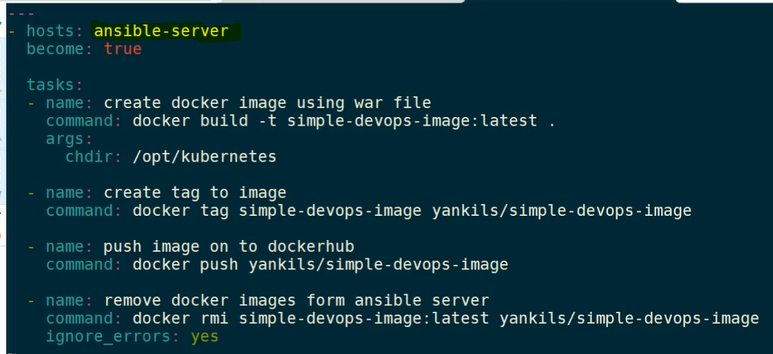 ---
- hosts: ansible-server
  become: true
  tasks:
  - name: create docker image using war file
    command: docker build -t simple-devops-image:latest .
    args:
      chdir: /opt/kubernetes
  - name: create tag to image
    command: docker tag simple-devops-image yankils/simple-devops-image
  - name: push image on to dockerhub
    command: docker push yankils/simple-devops-image
  - name: remove docker images form ansible server
    command: docker rmi simple-devops-image:latest yankils/simple-devops-image
    ignore_errors: yes